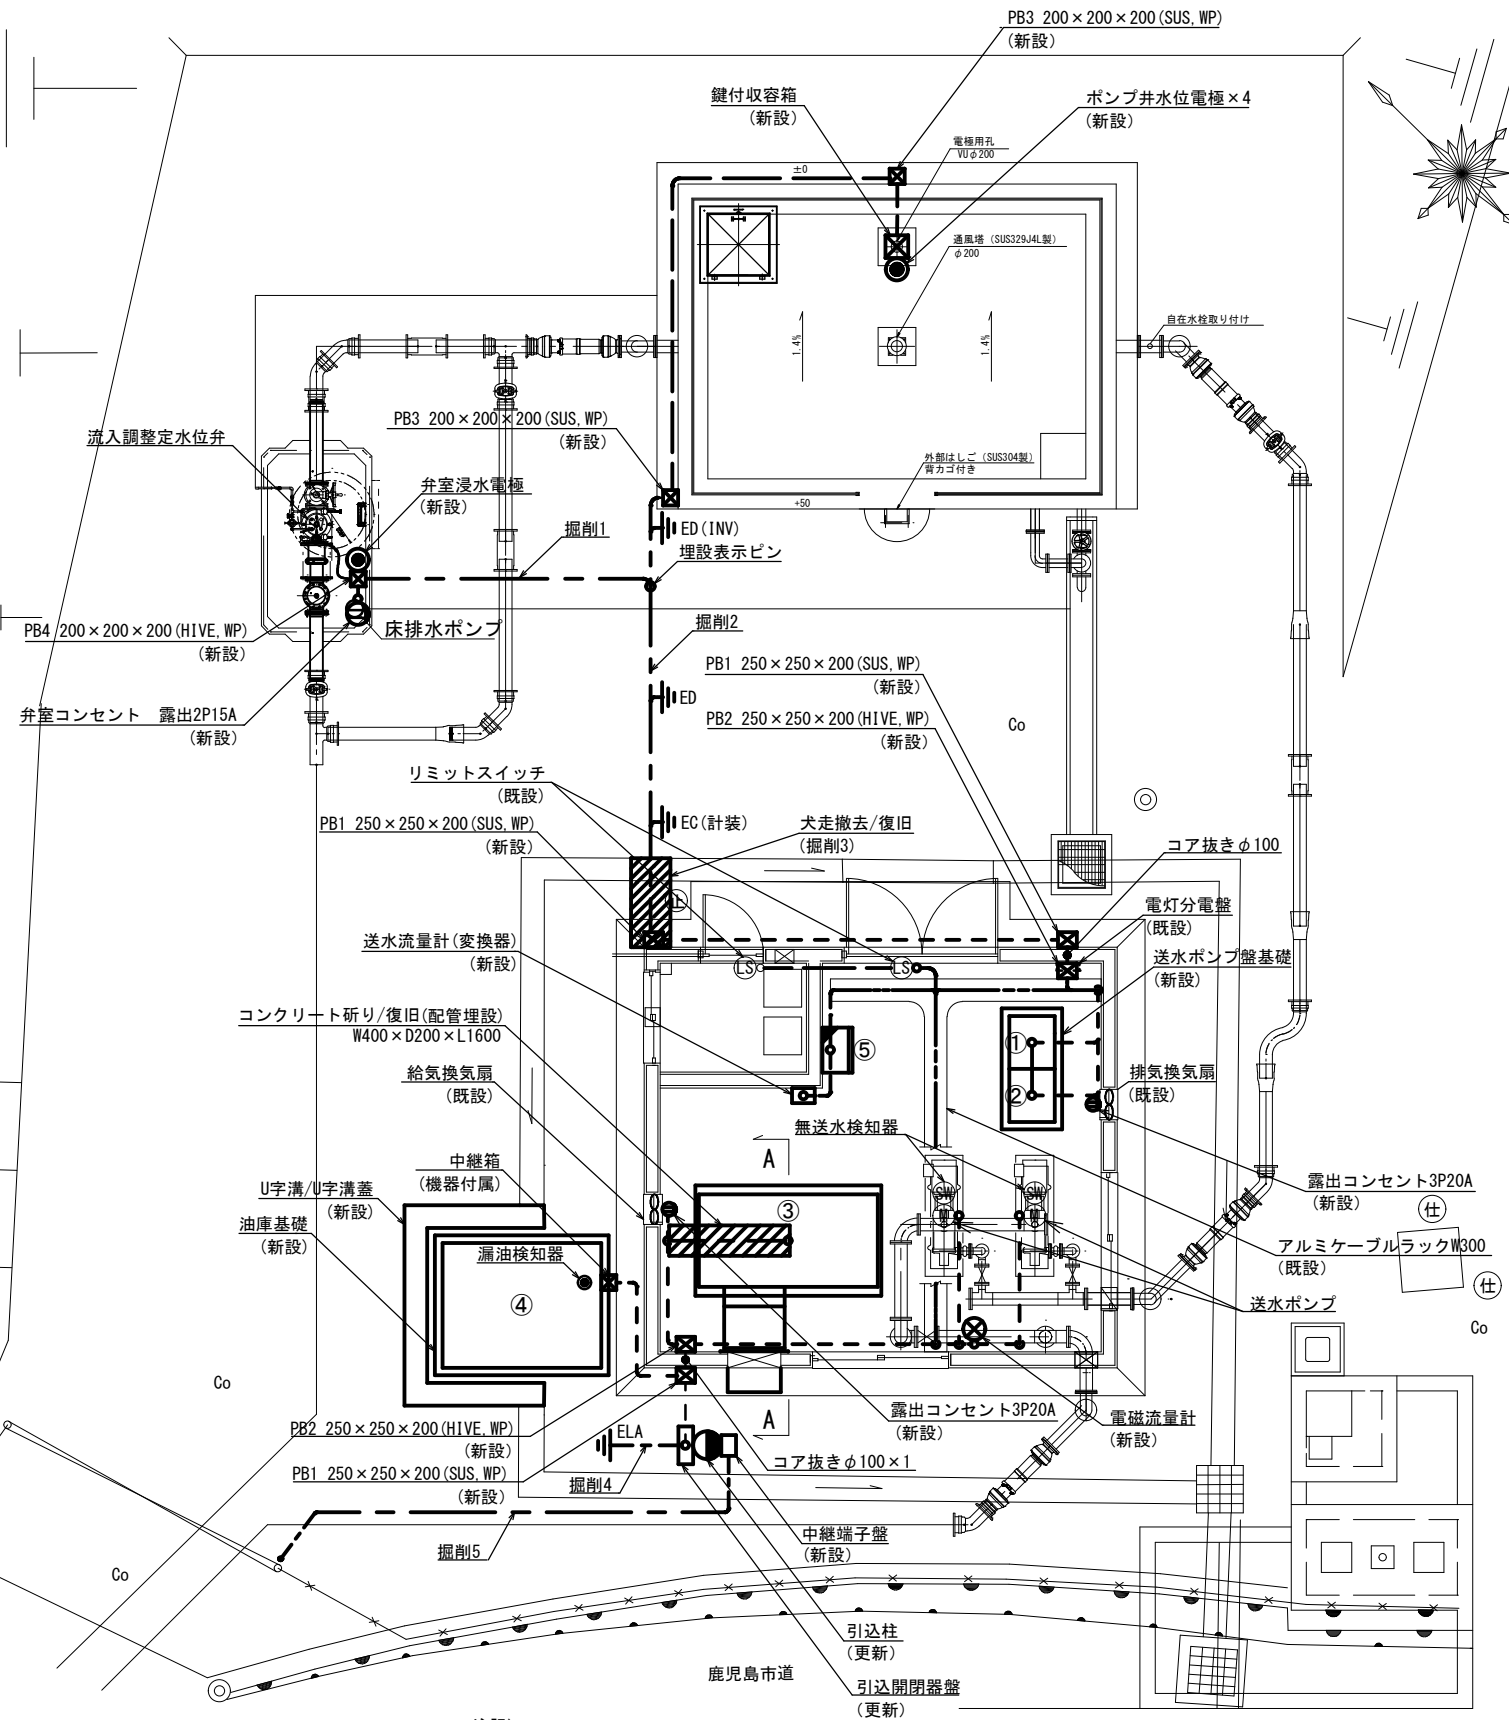 PB3 200×200×200(SUS,WP)
(新設)
鍵付収容箱
(新設)
ポンプ井水位電極×4
(新設)
電極用孔
VUφ200
±0
通風塔 (SUS329J4L製)
φ200
自在水栓取り付け
1.4%
1.4%
PB3 200×200×200(SUS,WP)
(新設)
流入調整定水位弁
外部はしご (SUS304製)
背カゴ付き
弁室浸水電極
(新設)
+50
掘削1
ED(INV)
埋設表示ピン
PB4 200×200×200(HIVE,WP)
(新設)
床排水ポンプ
掘削2
PB1 250×250×200(SUS,WP)
(新設)
ED
弁室コンセント 露出2P15A
(新設)
PB2 250×250×200(HIVE,WP)
(新設)
Co
リミットスイッチ
(既設)
PB1 250×250×200(SUS,WP)
(新設)
EC(計装)
犬走撤去/復旧
(掘削3)
コア抜きφ100
止
電灯分電盤
(既設)
送水流量計(変換器)
(新設)
LS
LS
送水ポンプ盤基礎
(新設)
コンクリート斫り/復旧(配管埋設)
W400×D200×L1600
⑤
①
給気換気扇
(既設)
②
排気換気扇
(既設)
無送水検知器
A
中継箱
(機器付属)
露出コンセント3P20A
(新設)
U字溝/U字溝蓋
(新設)
SW
SW
油庫基礎
(新設)
③
M
M
仕
漏油検知器
アルミケーブルラックW300
(既設)
④
仕
送水ポンプ
Co
Co
PB2 250×250×200(HIVE,WP)
(新設)
A
露出コンセント3P20A
(新設)
電磁流量計
(新設)
ELA
PB1 250×250×200(SUS,WP)
(新設)
コア抜きφ100×1
掘削4
掘削5
中継端子盤
(新設)
Co
引込柱
(更新)
鹿児島市道
引込開閉器盤
(更新)